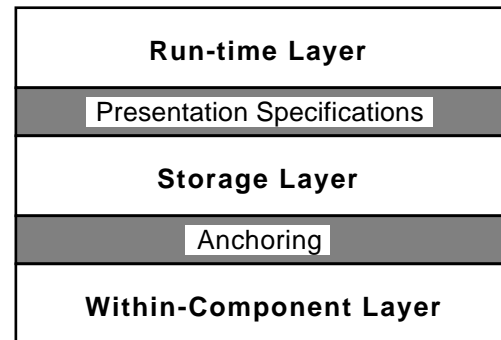 Run-time Layer
Presentation Specifications
Storage Layer
Anchoring
Within-Component Layer